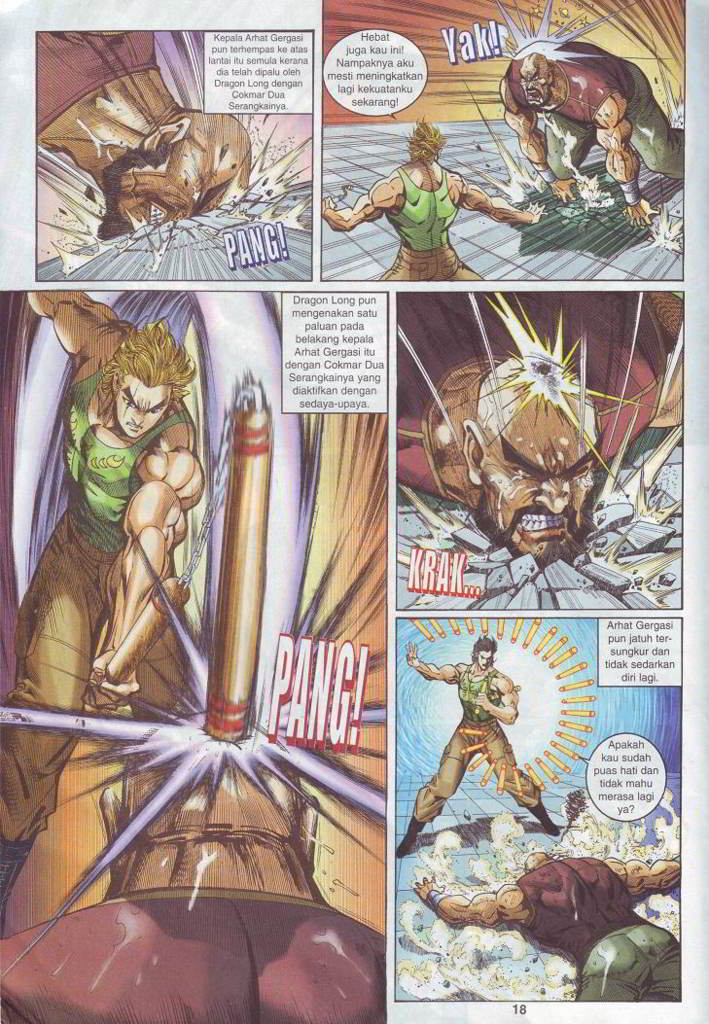 Kepala Arhat Gergasi
pun terhempas ke atas
lantai itu semula kerana
dia telah dipalu oleh
Dragon Long dengan
Cokmar Dua
Serangkainya.
PANG!
Hebat
juga kau ini!
Nampaknya aku
mesti meningkatkan
lagi kekuatanku
sekarang!
Yak!
Dragon Long pun
mengenakan satu
paluan pada
belakang kepala
Arhat Gergasi itu
dengan Cokmar Dua
Serangkainya yang
diaktifkan dengan
sedaya-upaya.
PANG!
KRAK...
Arhat Gergasi
pun jatuh ter-
sungkur dan
tidak sedarkan
diri lagi.
Apakah
kau sudah
puas hati dan
tidak mahu
merasa lagi
ya?
18